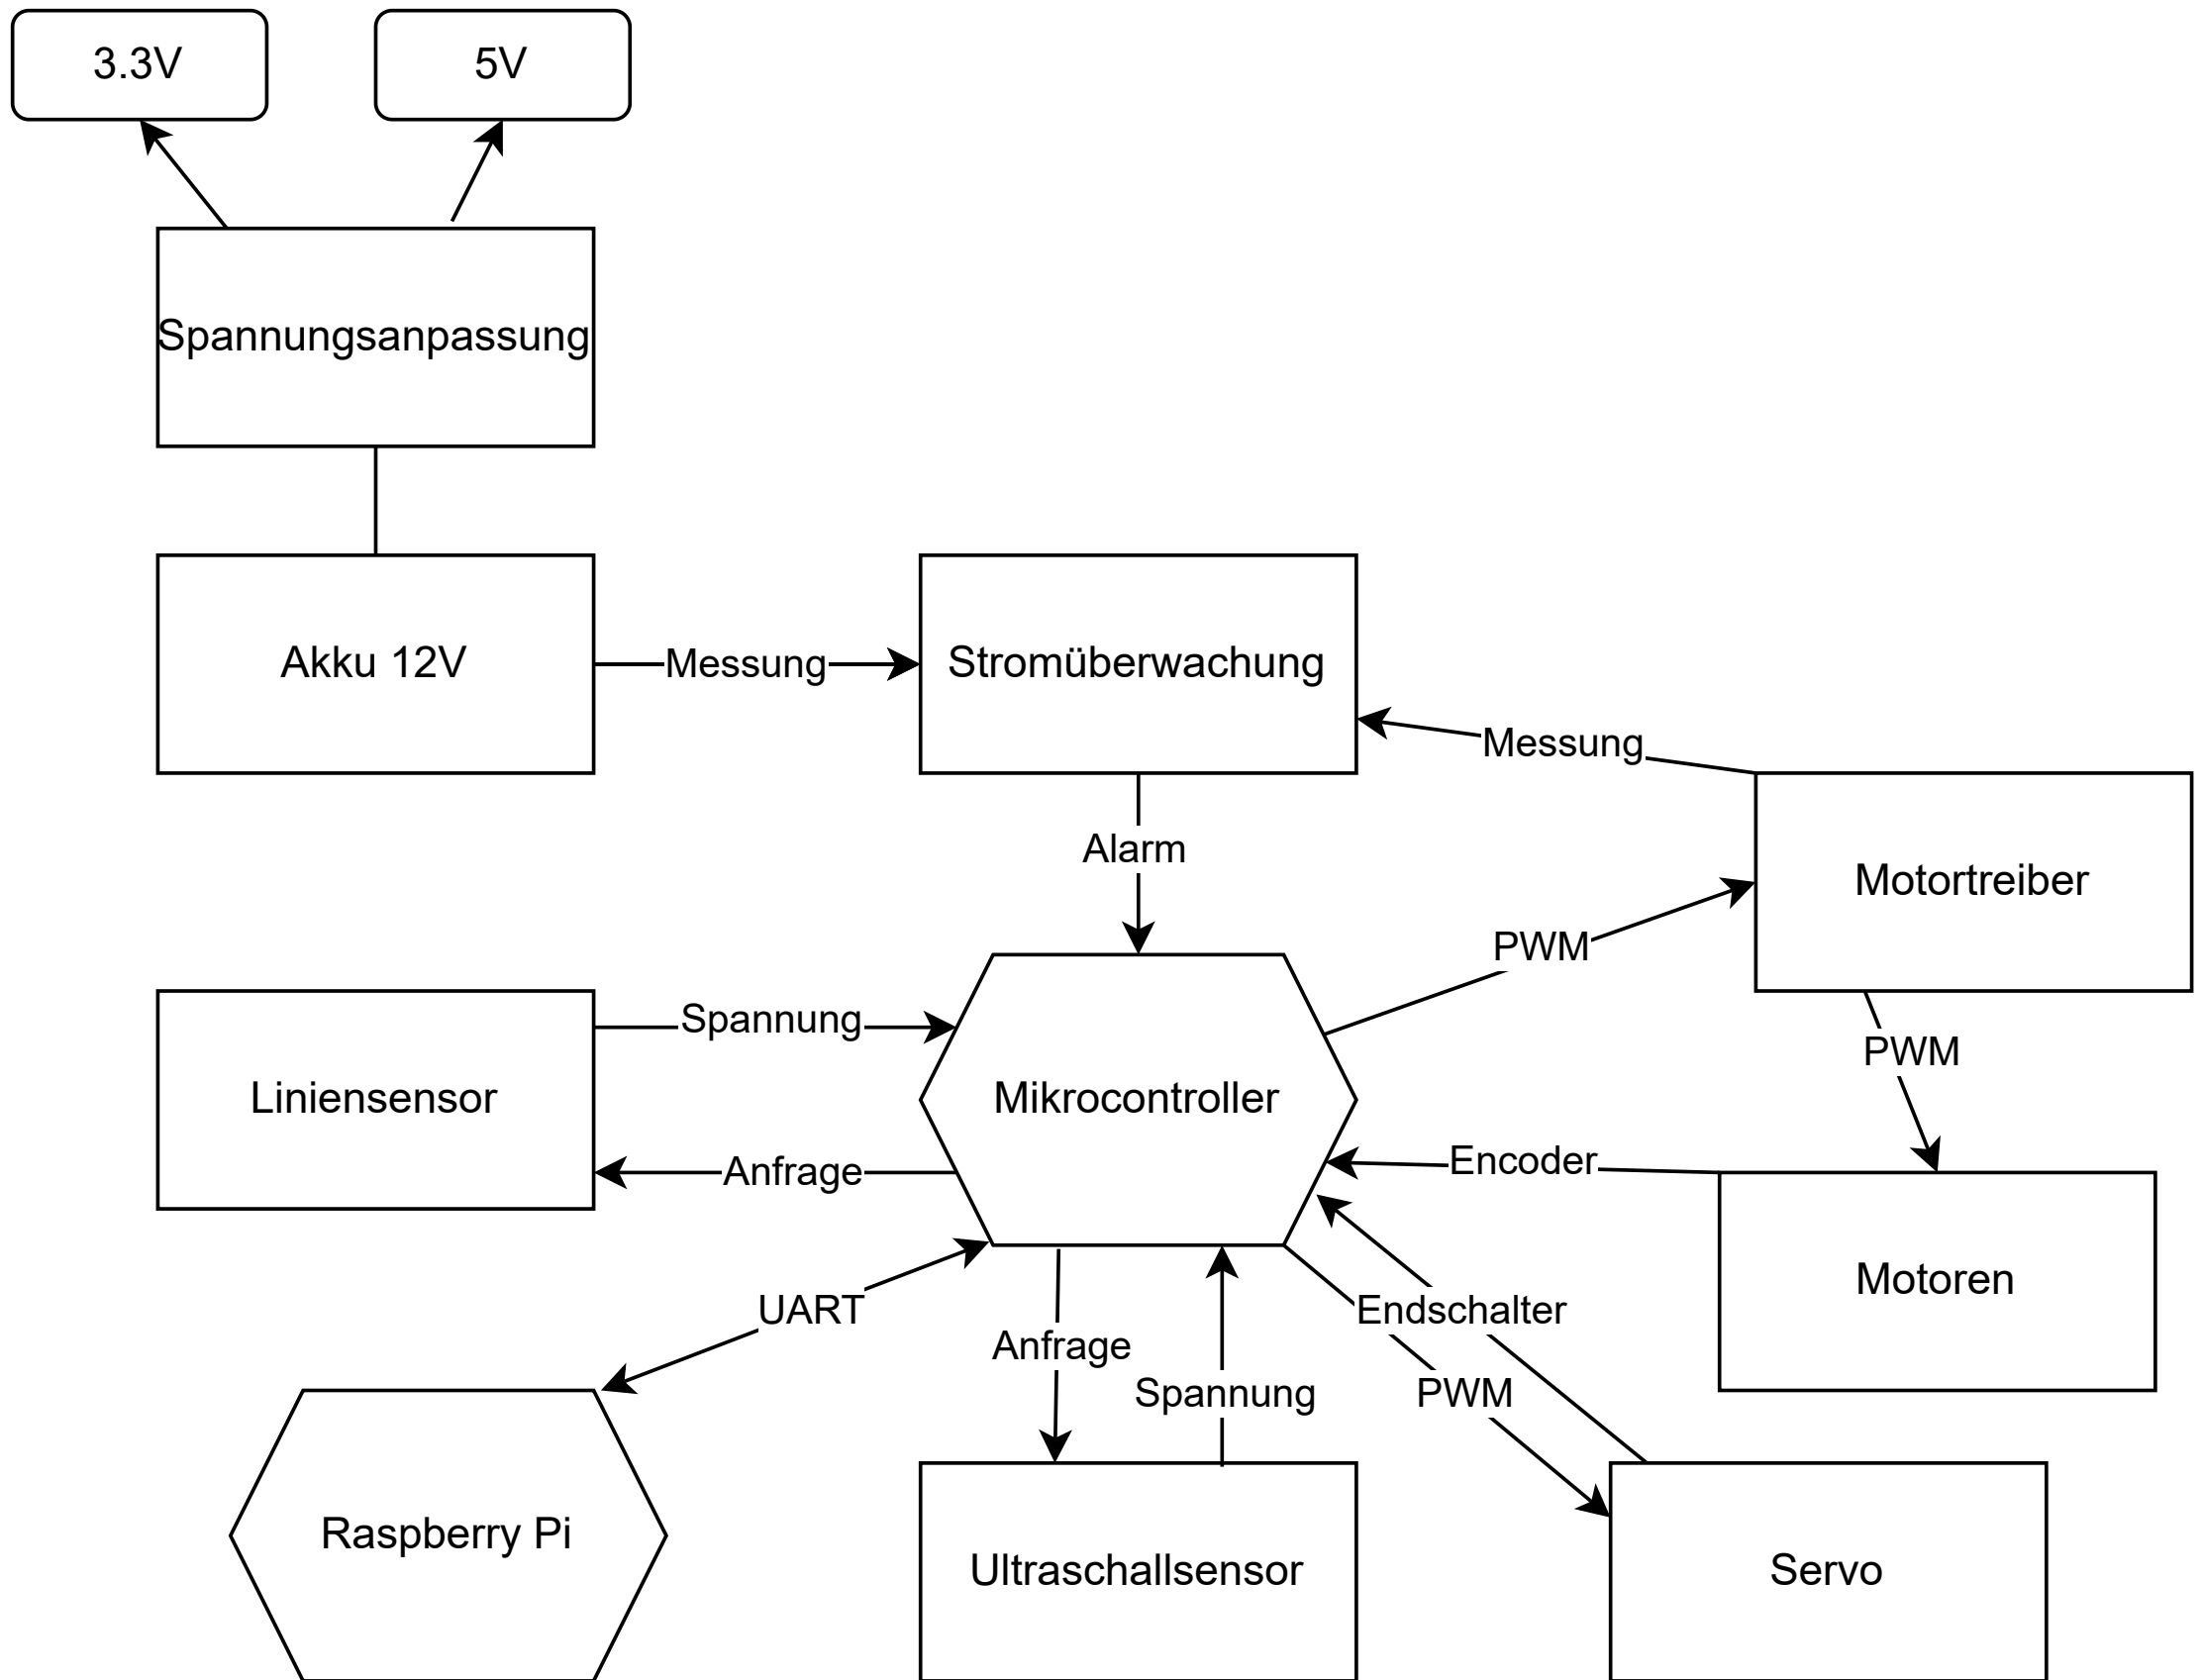 3.3V
5V
Spannungsanpassung
Akku 12V
Messung
Stromüberwachung
Messung
Alarm
Motortreiber
PWM
Spannung
PWM
Liniensensor
Mikrocontroller
Encoder
Anfrage
Motoren
UART
Endschalter
Anfrage
Spannung
PWM
Raspberry Pi
Ultraschallsensor
Servo